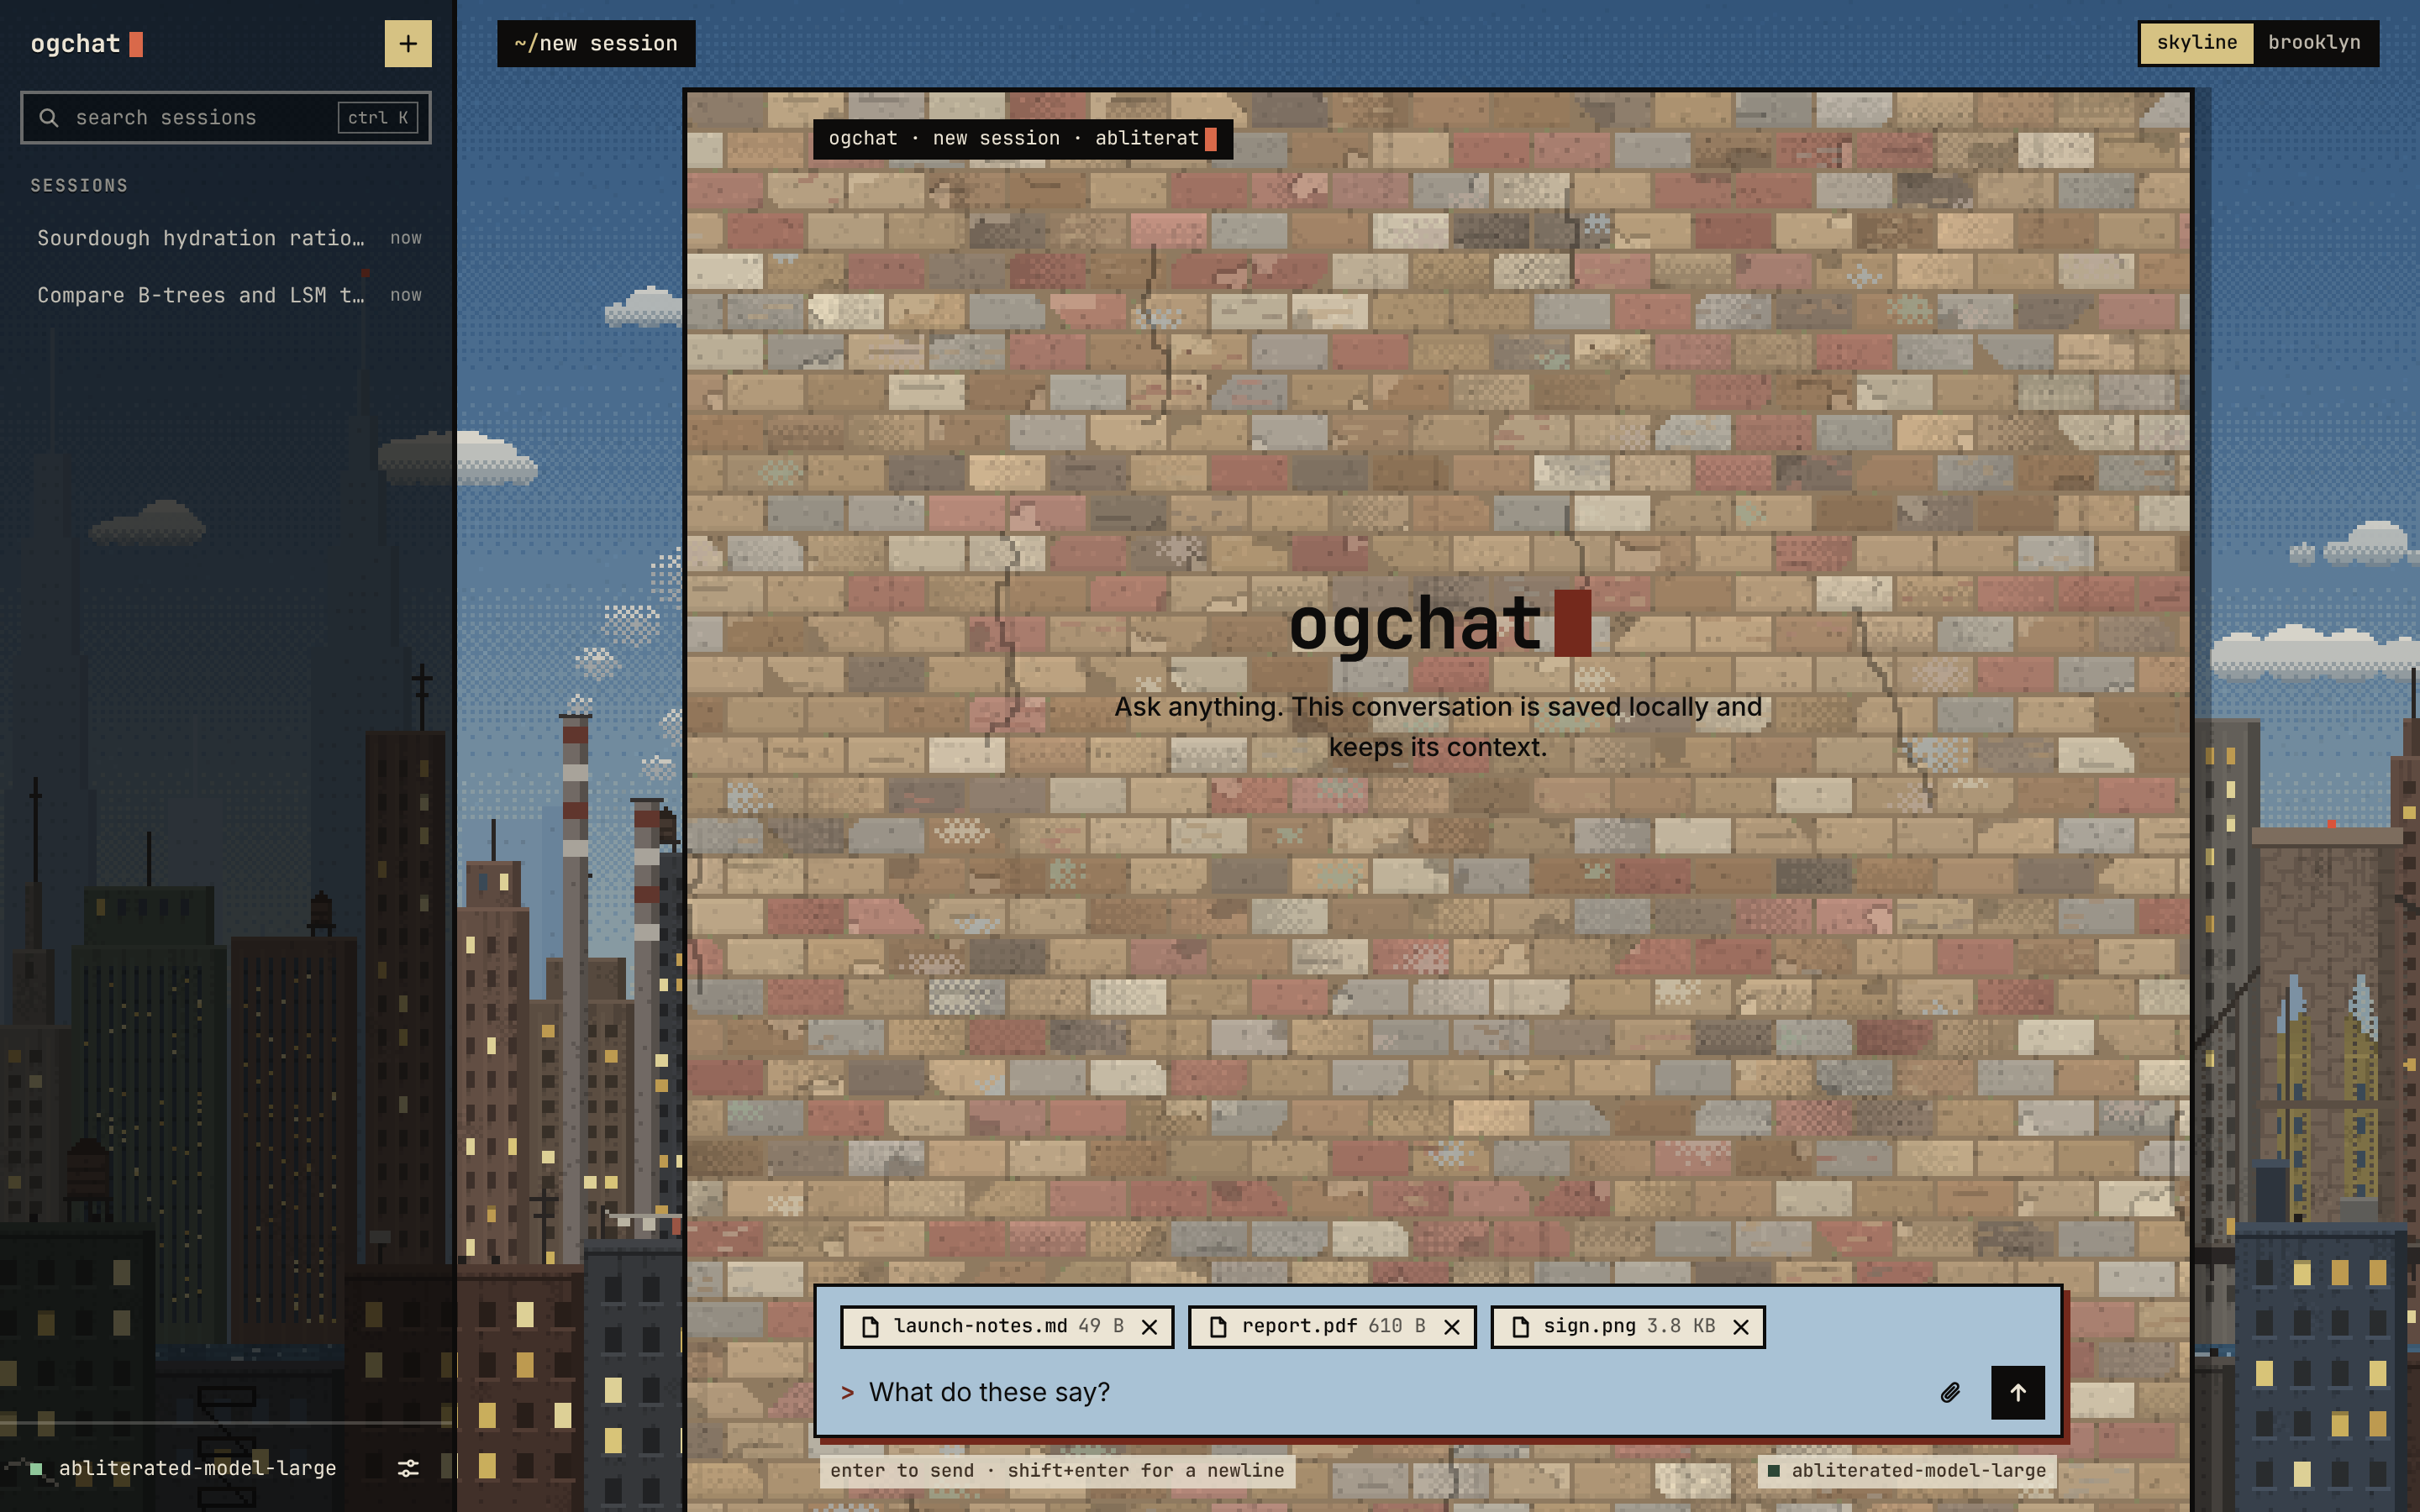 ogchat
+
search sessions ctrl K
SESSIONS
Sourdough hydration ratio… now
Compare B-trees and LSM t… now
abliterated-model-large
~/new session
skyline brooklyn
ogchat · new session · abliterat
ogchat
Ask anything. This conversation is saved locally and
keeps its context.
launch-notes.md 49 B × report.pdf 610 B × sign.png 3.8 KB ×
> What do these say?
enter to send · shift+enter for a newline
abliterated-model-large